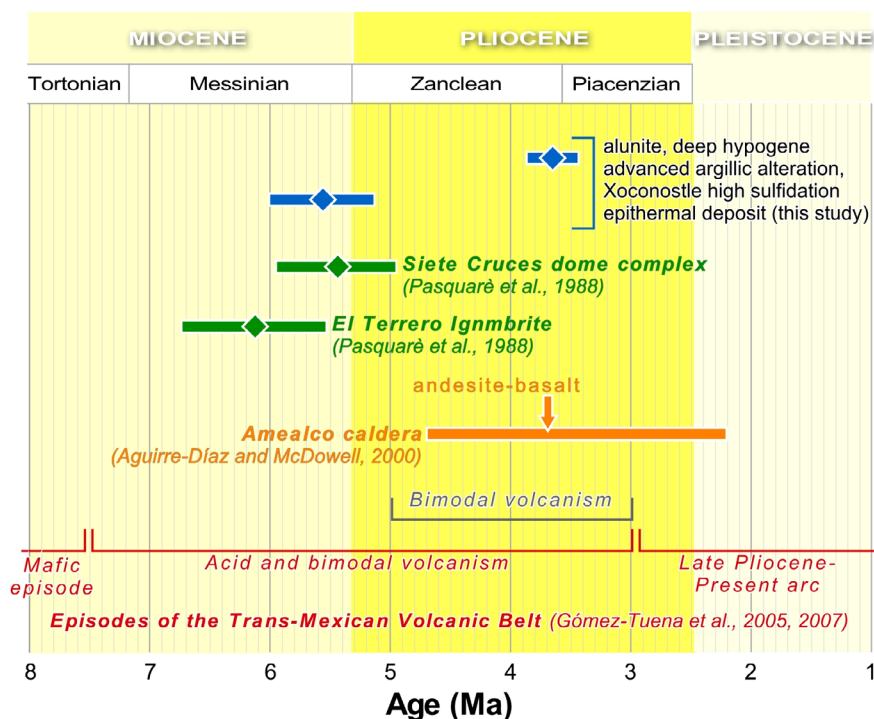 MIOCENE PLIOCENE PLEISTOCENE
Tortonian Messinian Zanclean Piacenzian
alunite, deep hypogene
advanced argillic alteration,
Xoconostle high sulfidation
epithermal deposit (this study)
Siete Cruces dome complex
(Pasquarè et al., 1988)
El Terrero Ignmbrite
(Pasquarè et al., 1988)
andesite-basalt
Amealco caldera
(Aguirre-Díaz and McDowell, 2000)
Bimodal volcanism
Mafic
episode
Acid and bimodal volcanism
Late Pliocene-
Present arc
Episodes of the Trans-Mexican Volcanic Belt (Gómez-Tuena et al., 2005, 2007)
8 7 6 5 4 3 2 1
Age (Ma)